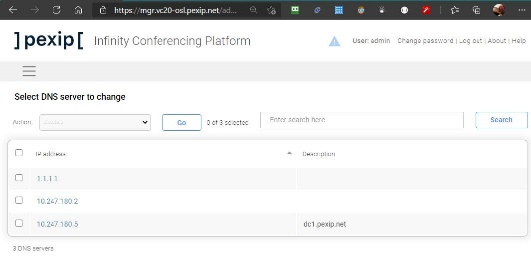 https://mgr.vc20-osl.pexip.net/ad...
]pexip[ Infinity Conferencing Platform
User: admin Change password | Log out | About | Help
Select DNS server to change
Action: --------- Go 0 of 3 selected Enter search here Search
IP address Description
1.1.1.1
10.247.180.2
10.247.180.5 dc1.pexip.net
3 DNS servers